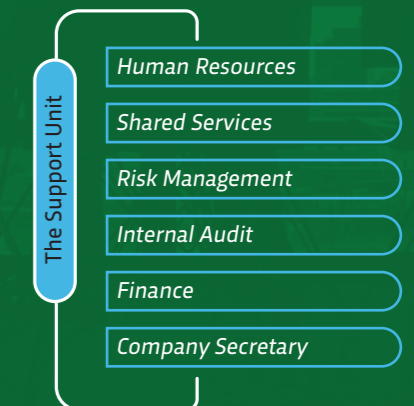 The Support Unit
Human Resources
Shared Services
Risk Management
Internal Audit
Finance
Company Secretary